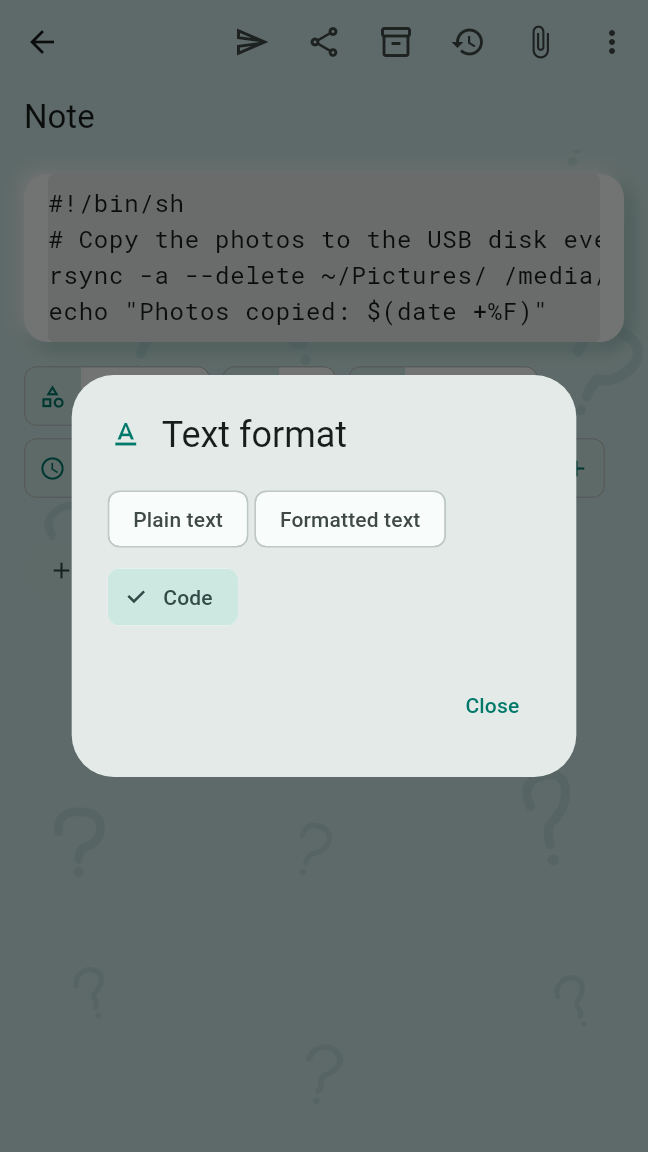 Note
#!/bin/sh
# Copy the photos to the USB disk eve
rsync -a --delete ~/Pictures/ /media/
echo "Photos copied: $(date +%F)"
Text format
Plain text
Formatted text
Code
Close